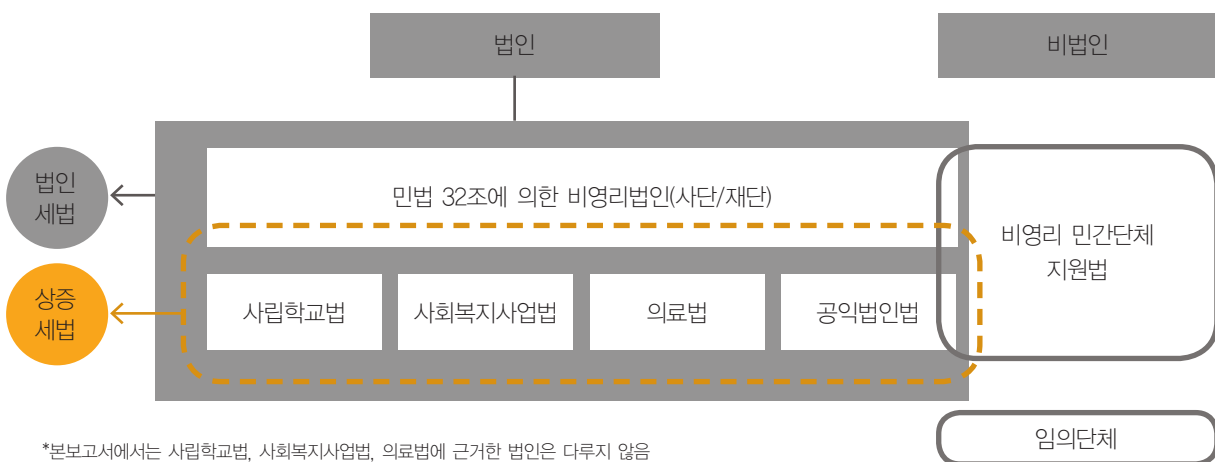 법인
비법인
법인
세법
민법 32조에 의한 비영리법인(사단/재단)
비영리 민간단체
지원법
상증
세법
사립학교법
사회복지사업법
의료법
공익법인법
임의단체
*본보고서에서는 사립학교법, 사회복지사업법, 의료법에 근거한 법인은 다루지 않음